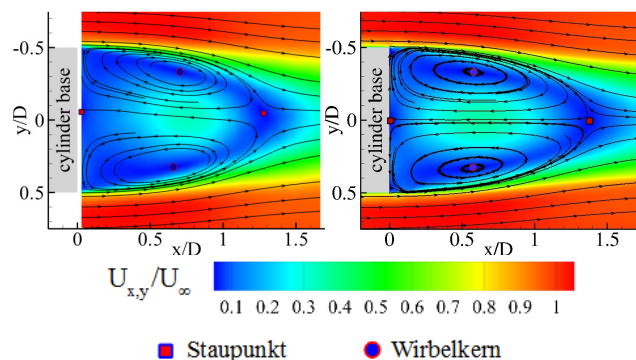 -0.5
0
0.5
y/D
cylinder base
0 0.5 1 1.5
x/D
-0.5
0
0.5
y/D
cylinder base
0 0.5 1 1.5
x/D
Ux,y/U∞
0.1 0.2 0.3 0.4 0.5 0.6 0.7 0.8 0.9 1
Staupunkt
Wirbelkern